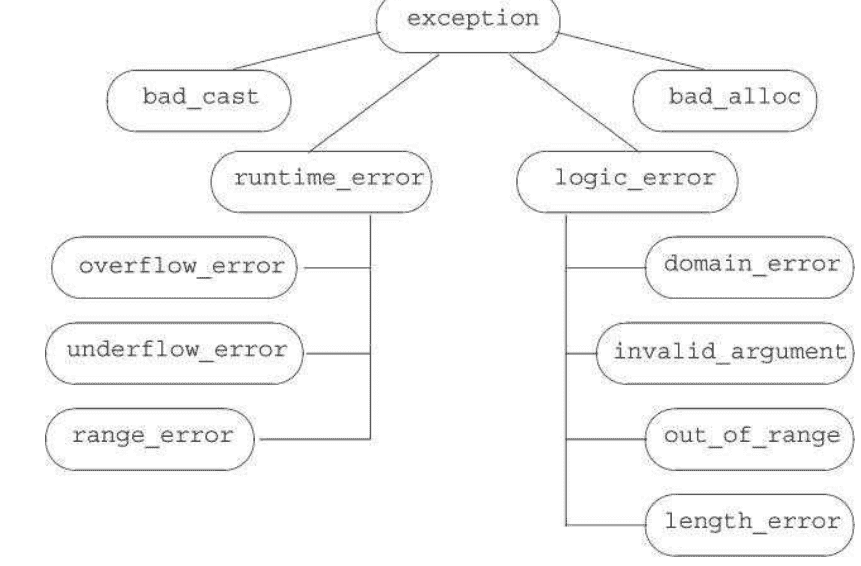 exception
bad_cast
bad_alloc
runtime_error
logic_error
overflow_error
domain_error
underflow_error
invalid_argument
range_error
out_of_range
length_error